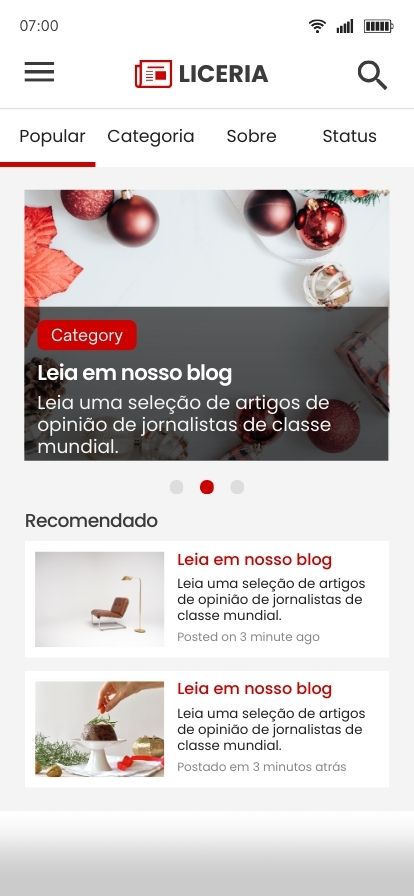 07:00
LICERIA
Popular Categoria Sobre Status
Category
Leia em nosso blog
Leia uma seleção de artigos de
opinião de jornalistas de classe
mundial.
Recomendado
Leia em nosso blog
Leia uma seleção de artigos
de opinião de jornalistas de
classe mundial.
Posted on 3 minute ago
Leia em nosso blog
Leia uma seleção de artigos
de opinião de jornalistas de
classe mundial.
Postado em 3 minutos atrás